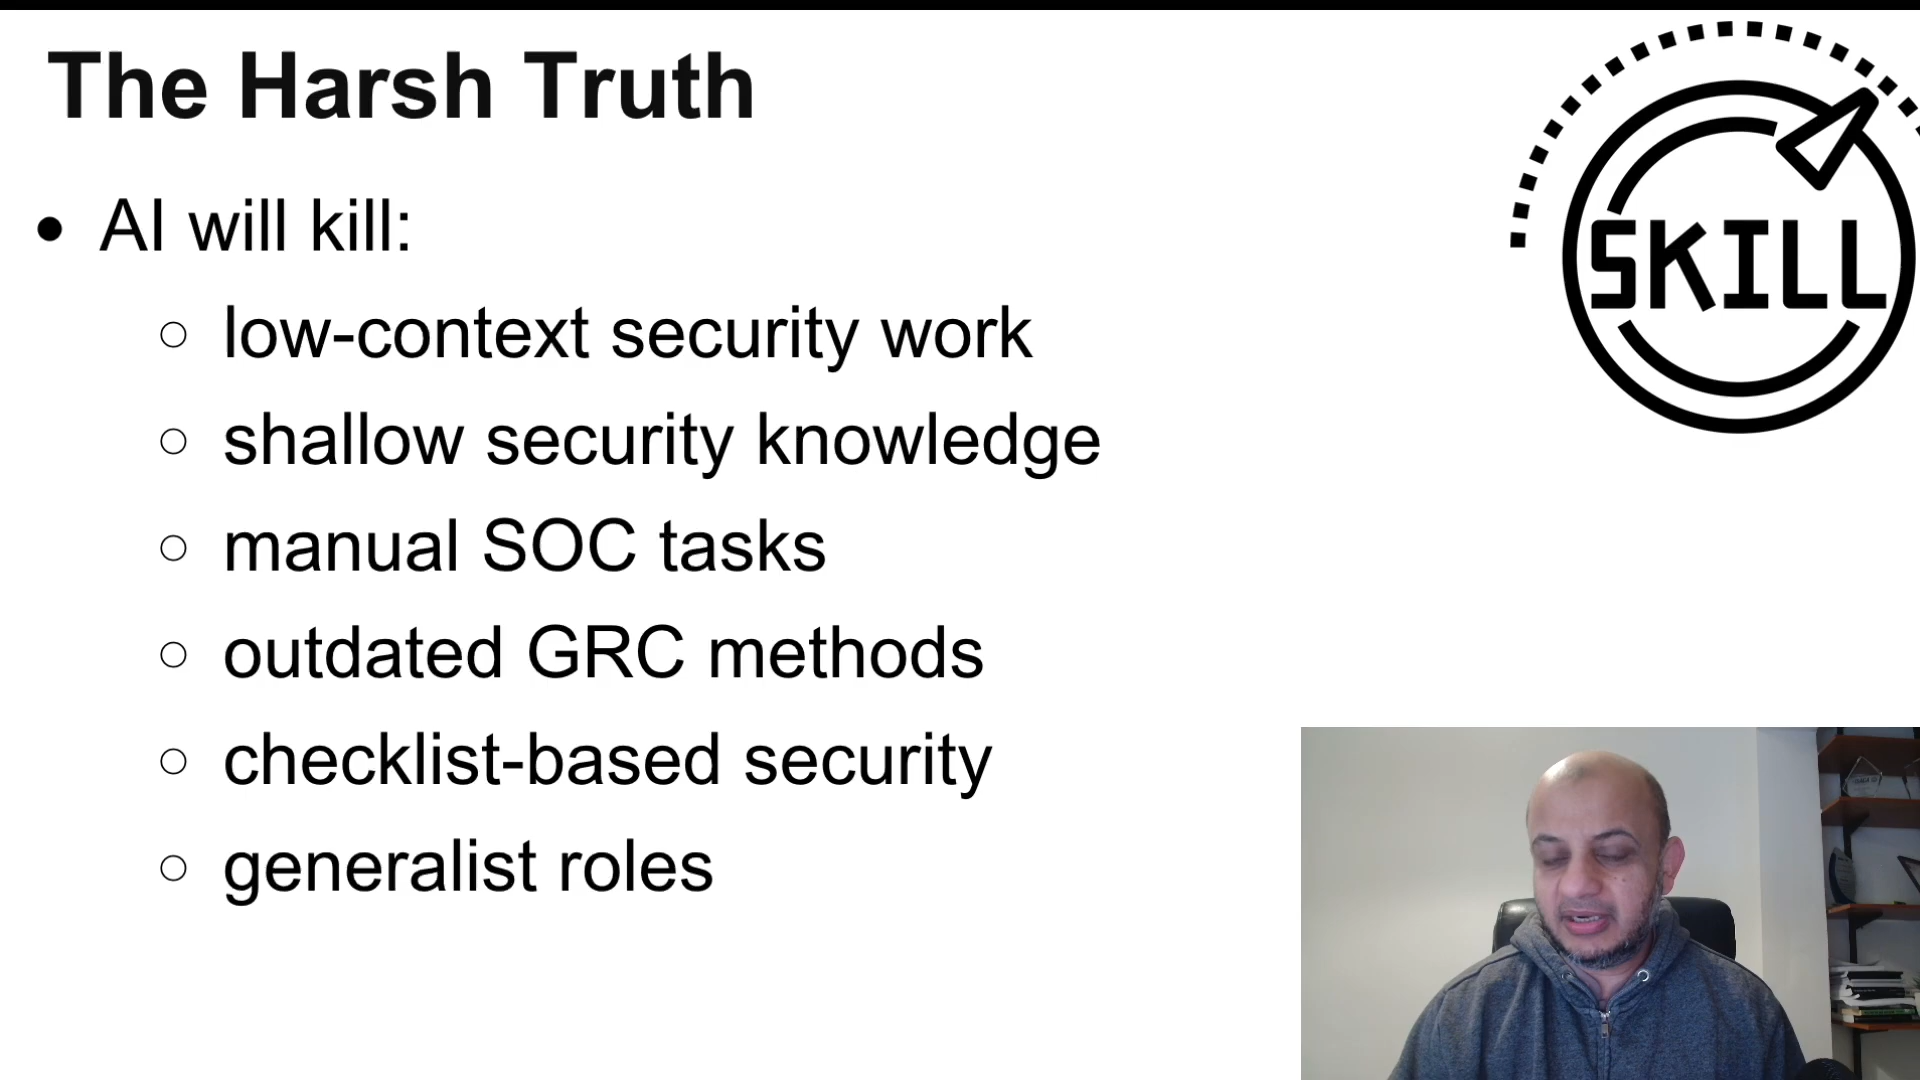 The Harsh Truth
SKILL
• AI will kill:
○ low-context security work
○ shallow security knowledge
○ manual SOC tasks
○ outdated GRC methods
○ checklist-based security
○ generalist roles